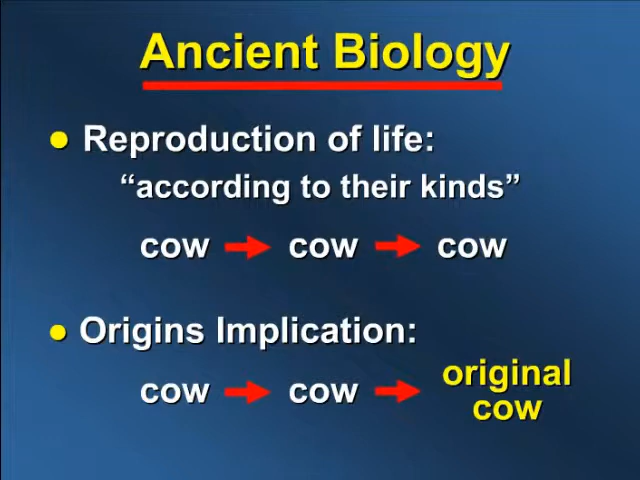 Ancient Biology
Reproduction of life:
“according to their kinds”
cow cow cow
Origins Implication:
cow cow original cow